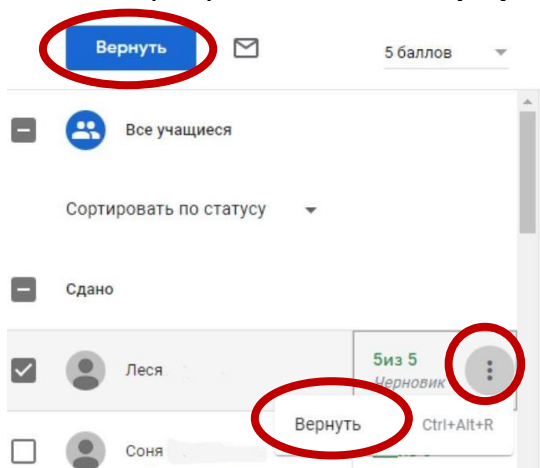 Вернуть
5 баллов
Все учащиеся
Сортировать по статусу
Сдано
Леся
5из 5
Черновик
Вернуть Ctrl+Alt+R
Соня